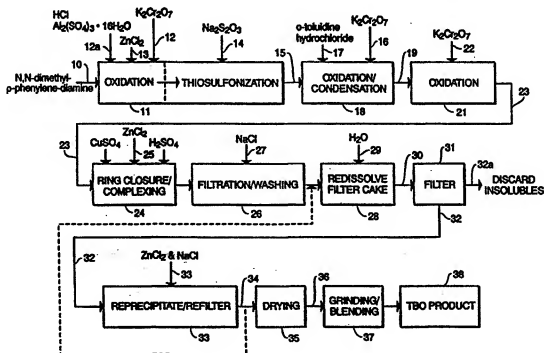 HCl
Al2(SO4)3 • 16H2O
K2Cr2O7
ZnCl2
12a
13
12
Na2S2O3
14
o-toluidine
hydrochloride
17
K2Cr2O7
16
K2Cr2O7
22
10
N,N-dimethyl-
ρ-phenylene-diamine
OXIDATION
THIOSULFONIZATION
11
15
OXIDATION/
CONDENSATION
18
19
OXIDATION
21
23
23
CuSO4
ZnCl2
25
H2SO4
NaCl
27
H2O
29
31
RING CLOSURE/
COMPLEXING
24
FILTRATION/WASHING
26
REDISSOLVE
FILTER CAKE
28
30
FILTER
32a
DISCARD
INSOLUBLES
32
32
ZnCl2 & NaCl
33
REPRECIPITATE/REFILTER
33
34
DRYING
35
36
GRINDING/
BLENDING
37
38
TBO PRODUCT